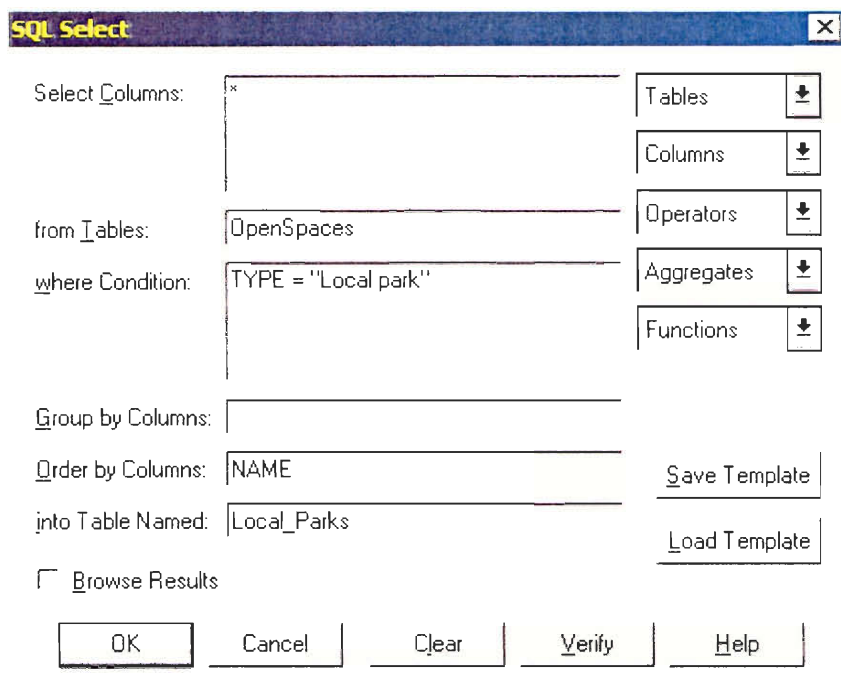 SQL Select
Select Columns: *
Tables
Columns
from Tables: OpenSpaces
Operators
where Condition: TYPE = "Local park"
Aggregates
Functions
Group by Columns:
Order by Columns: NAME
Save Template
into Table Named: Local_Parks
Load Template
Browse Results
OK Cancel Clear Verify Help